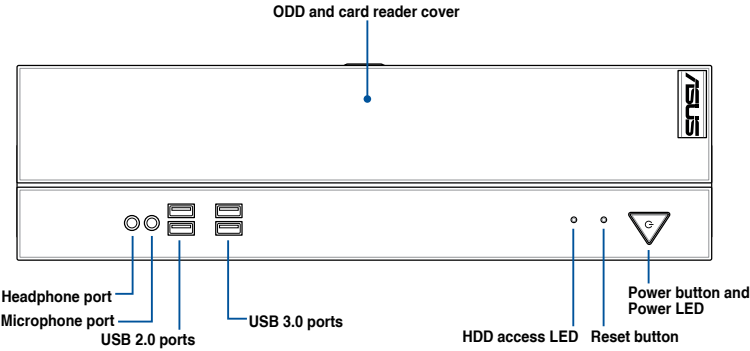 ODD and card reader cover
ASUS
Headphone port
Microphone port
USB 2.0 ports
USB 3.0 ports
HDD access LED
Reset button
Power button and
Power LED